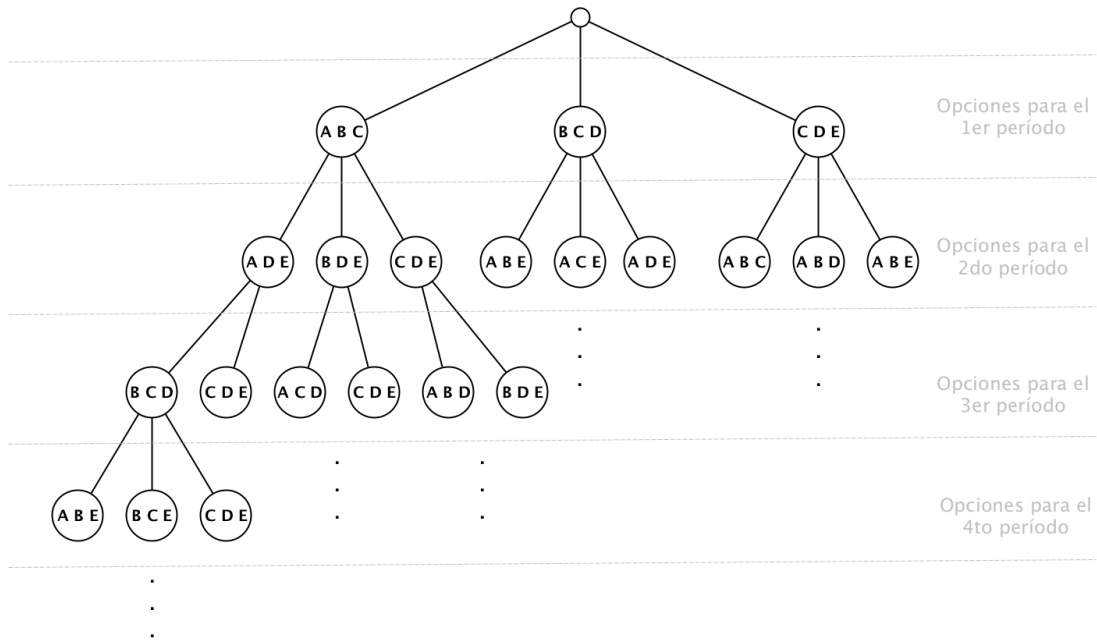 Opciones para el
1er período
A B C
B C D
C D E
Opciones para el
2do período
A D E
B D E
C D E
A B E
A C E
A D E
A B C
A B D
A B E
Opciones para el
3er período
B C D
C D E
A C D
C D E
A B D
B D E
Opciones para el
4to período
A B E
B C E
C D E